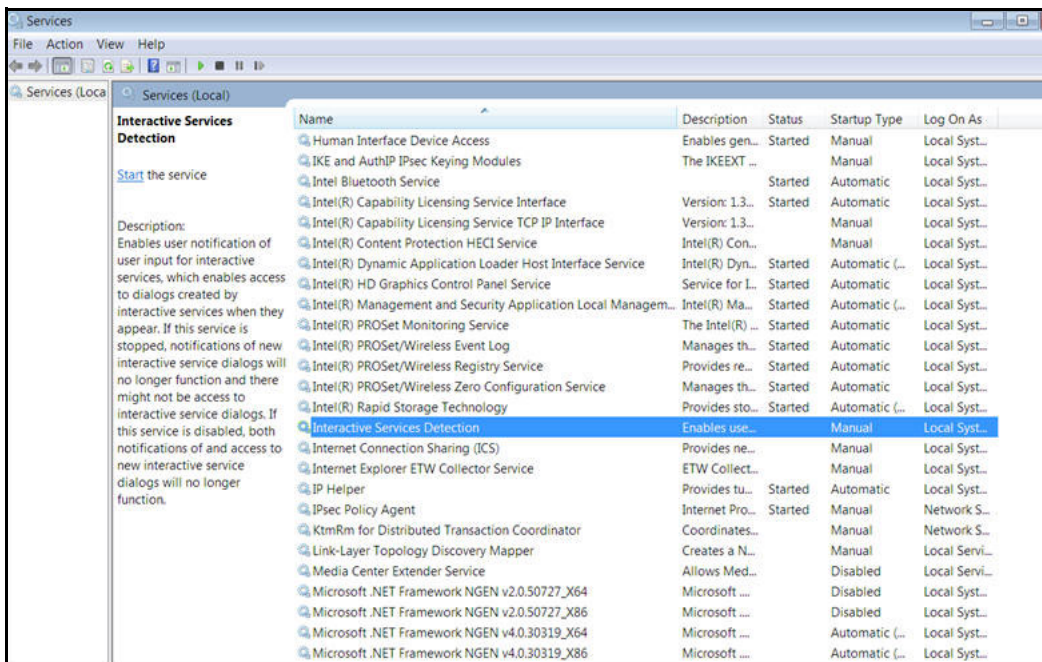 Services
File Action View Help
Services (Loca
Services (Local)
Interactive Services
Detection
Start the service
Description:
Enables user notification of
user input for interactive
services, which enables access
to dialogs created by
interactive services when they
appear. If this service is
stopped, notifications of new
interactive service dialogs will
no longer function and there
might not be access to
interactive service dialogs. If
this service is disabled, both
notifications of and access to
new interactive service
dialogs will no longer
function.
Name Description Status Startup Type Log On As
Human Interface Device Access Enables gen... Started Manual Local Syst...
IKE and AuthIP IPsec Keying Modules The IKEEXT ... Manual Local Syst...
Intel Bluetooth Service Started Automatic Local Syst...
Intel(R) Capability Licensing Service Interface Version: 1.3... Started Automatic Local Syst...
Intel(R) Capability Licensing Service TCP IP Interface Version: 1.3... Manual Local Syst...
Intel(R) Content Protection HECI Service Intel(R) Con... Manual Local Syst...
Intel(R) Dynamic Application Loader Host Interface Service Intel(R) Dyn... Started Automatic (... Local Syst...
Intel(R) HD Graphics Control Panel Service Service for I... Started Automatic Local Syst...
Intel(R) Management and Security Application Local Managem... Intel(R) Ma... Started Automatic (... Local Syst...
Intel(R) PROSet Monitoring Service The Intel(R) ... Started Automatic Local Syst...
Intel(R) PROSet/Wireless Event Log Manages th... Started Automatic Local Syst...
Intel(R) PROSet/Wireless Registry Service Provides re... Started Automatic Local Syst...
Intel(R) PROSet/Wireless Zero Configuration Service Manages th... Started Automatic Local Syst...
Intel(R) Rapid Storage Technology Provides sto... Started Automatic (... Local Syst...
Interactive Services Detection Enables use... Manual Local Syst...
Internet Connection Sharing (ICS) Provides ne... Manual Local Syst...
Internet Explorer ETW Collector Service ETW Collect... Manual Local Syst...
IP Helper Provides tu... Started Automatic Local Syst...
IPsec Policy Agent Internet Pro... Started Manual Network S...
KtmRm for Distributed Transaction Coordinator Coordinates... Manual Network S...
Link-Layer Topology Discovery Mapper Creates a N... Manual Local Servi...
Media Center Extender Service Allows Med... Disabled Local Servi...
Microsoft .NET Framework NGEN v2.0.50727_X64 Microsoft .... Disabled Local Syst...
Microsoft .NET Framework NGEN v2.0.50727_X86 Microsoft .... Disabled Local Syst...
Microsoft .NET Framework NGEN v4.0.30319_X64 Microsoft .... Automatic (... Local Syst...
Microsoft .NET Framework NGEN v4.0.30319_X86 Microsoft .... Automatic (... Local Syst...